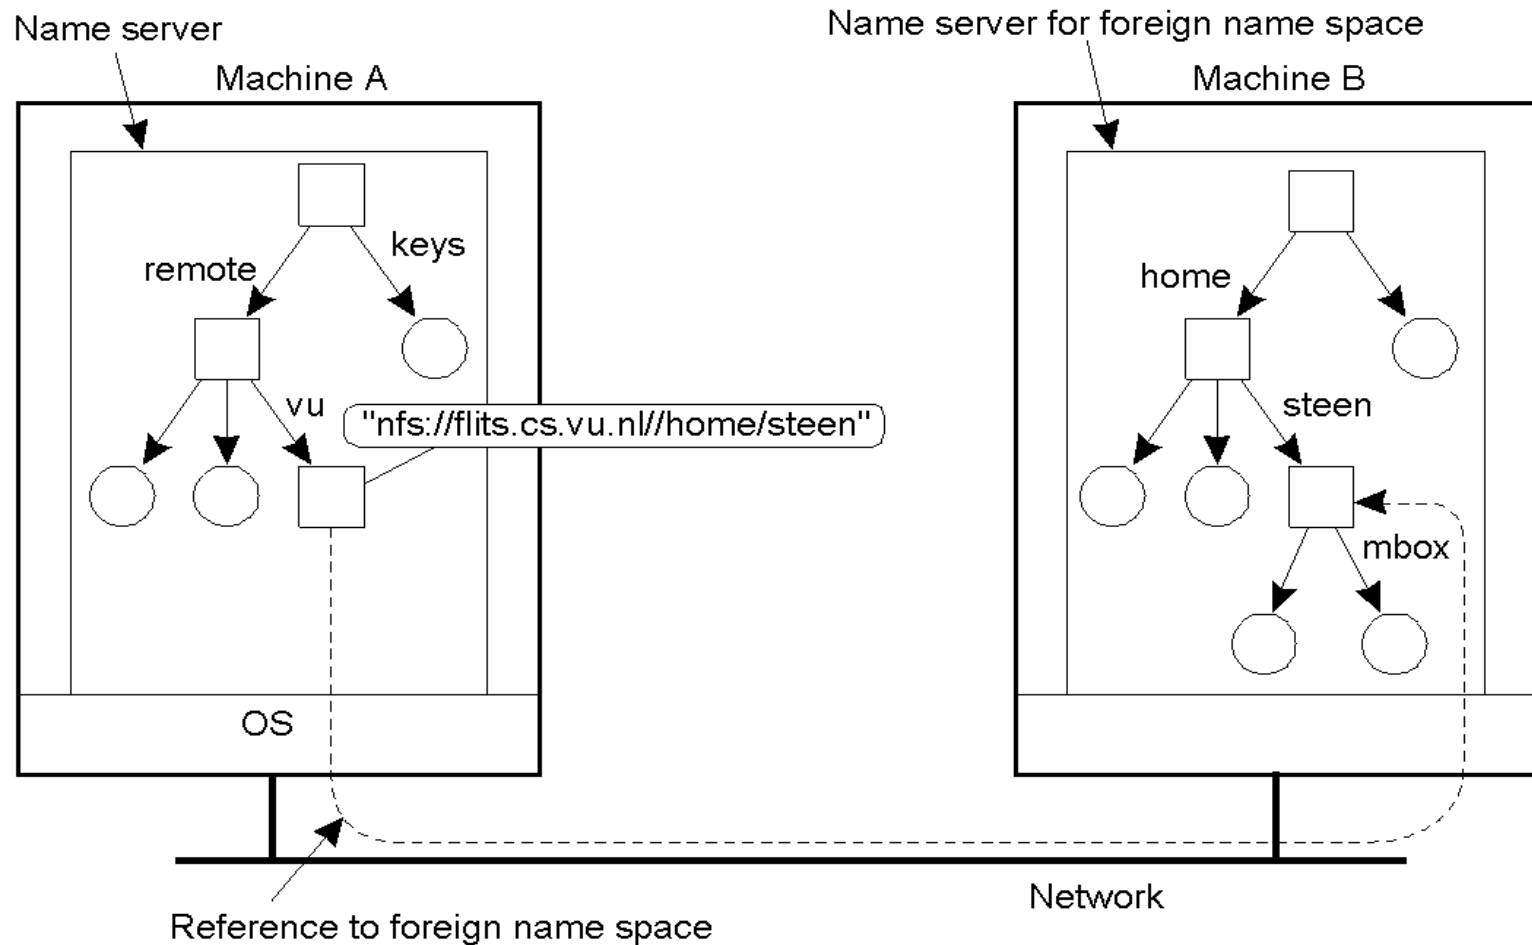 Name server
Name server for foreign name space
Machine A
Machine B
keys
remote
home
vu
"nfs://flits.cs.vu.nl//home/steen"
steen
mbox
OS
Network
Reference to foreign name space